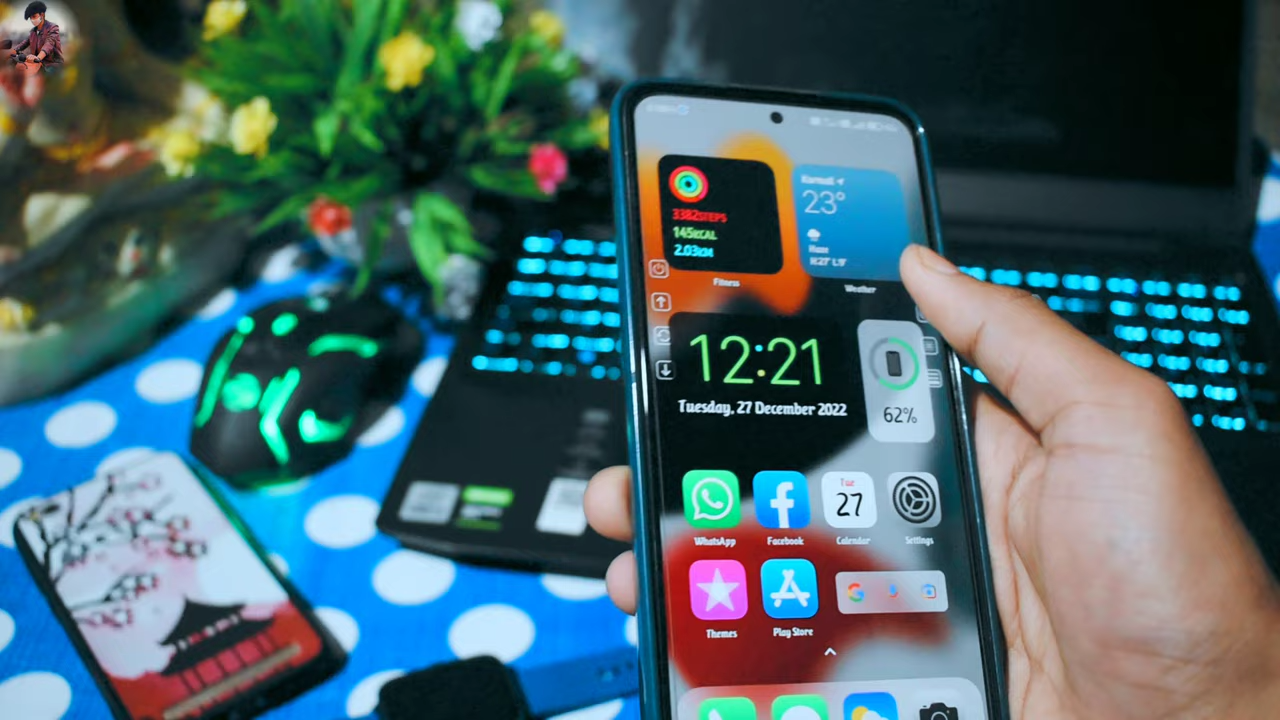 3382STEPS
145KCAL
2.03KM
Fitness
23°
Haze
Weather
12:21
Tuesday, 27 December 2022
62%
WhatsApp
Facebook
Tue
27
Calendar
Settings
Themes
Play Store